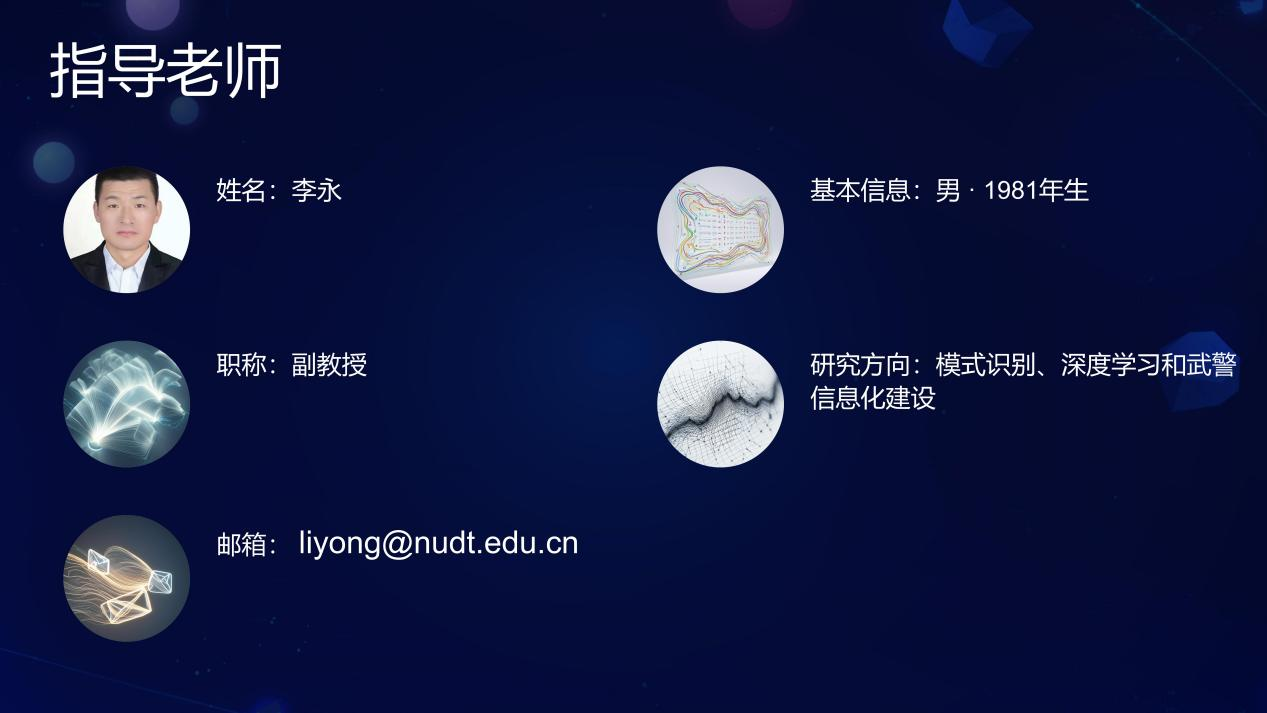 指导老师
姓名：李永
基本信息：男 · 1981年生
职称：副教授
研究方向：模式识别、深度学习和武警
信息化建设
邮箱： liyong@nudt.edu.cn